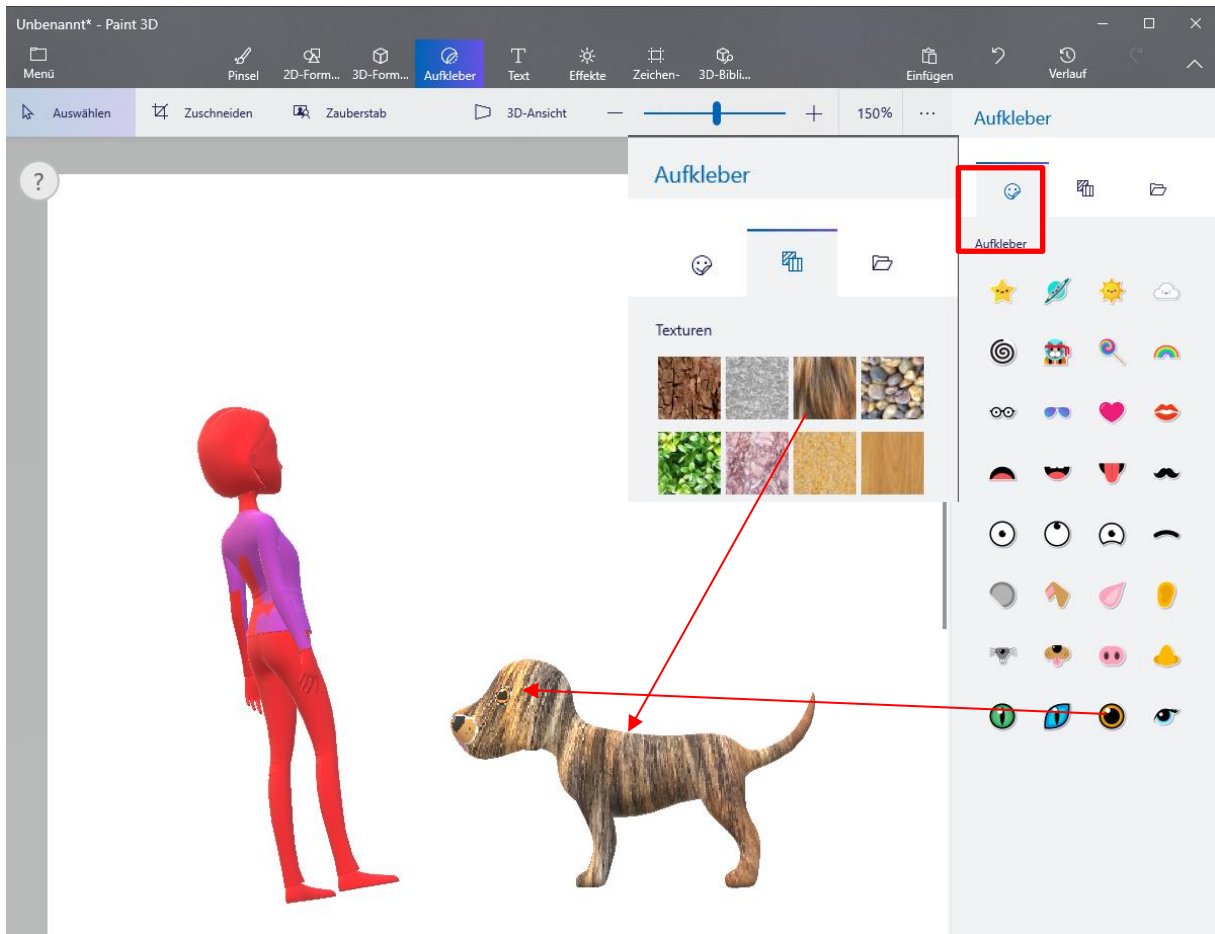 Unbenannt* - Paint 3D
Menü
Pinsel
2D-Form...
3D-Form...
Aufkleber
Text
Effekte
Zeichen-
3D-Bibli...
Einfügen
Verlauf
Auswählen
Zuschneiden
Zauberstab
3D-Ansicht
150%
Aufkleber
?
Aufkleber
Texturen
Aufkleber